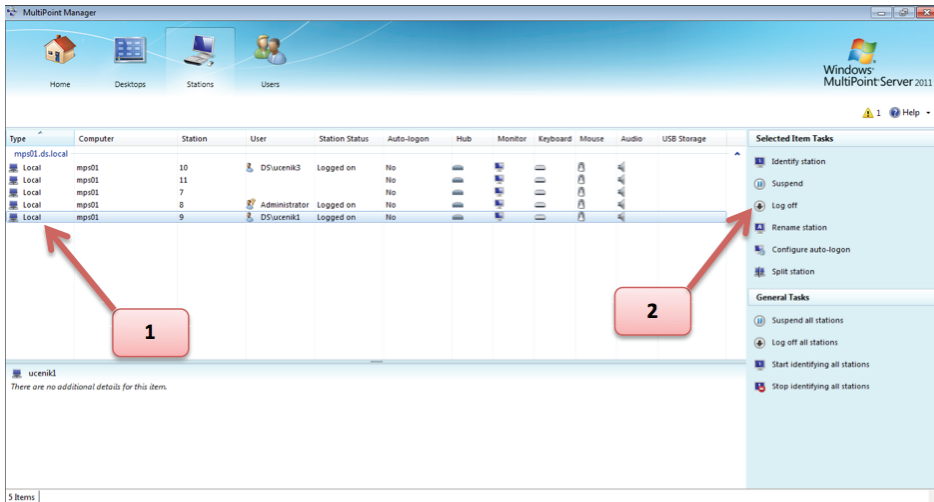 MultiPoint Manager
Home Desktops Stations Users
Windows®
MultiPoint® Server 2011
1 Help
Type Computer Station User Station Status Auto-logon Hub Monitor Keyboard Mouse Audio USB Storage
mps01.ds.local
Local mps01 10 DS\ucenik3 Logged on No
Local mps01 11 No
Local mps01 7 No
Local mps01 8 Administrator Logged on No
Local mps01 9 DS\ucenik1 Logged on No
1
2
ucenik1
There are no additional details for this item.
Selected Item Tasks
Identify station
Suspend
Log off
Rename station
Configure auto-logon
Split station
General Tasks
Suspend all stations
Log off all stations
Start identifying all stations
Stop identifying all stations
5 Items